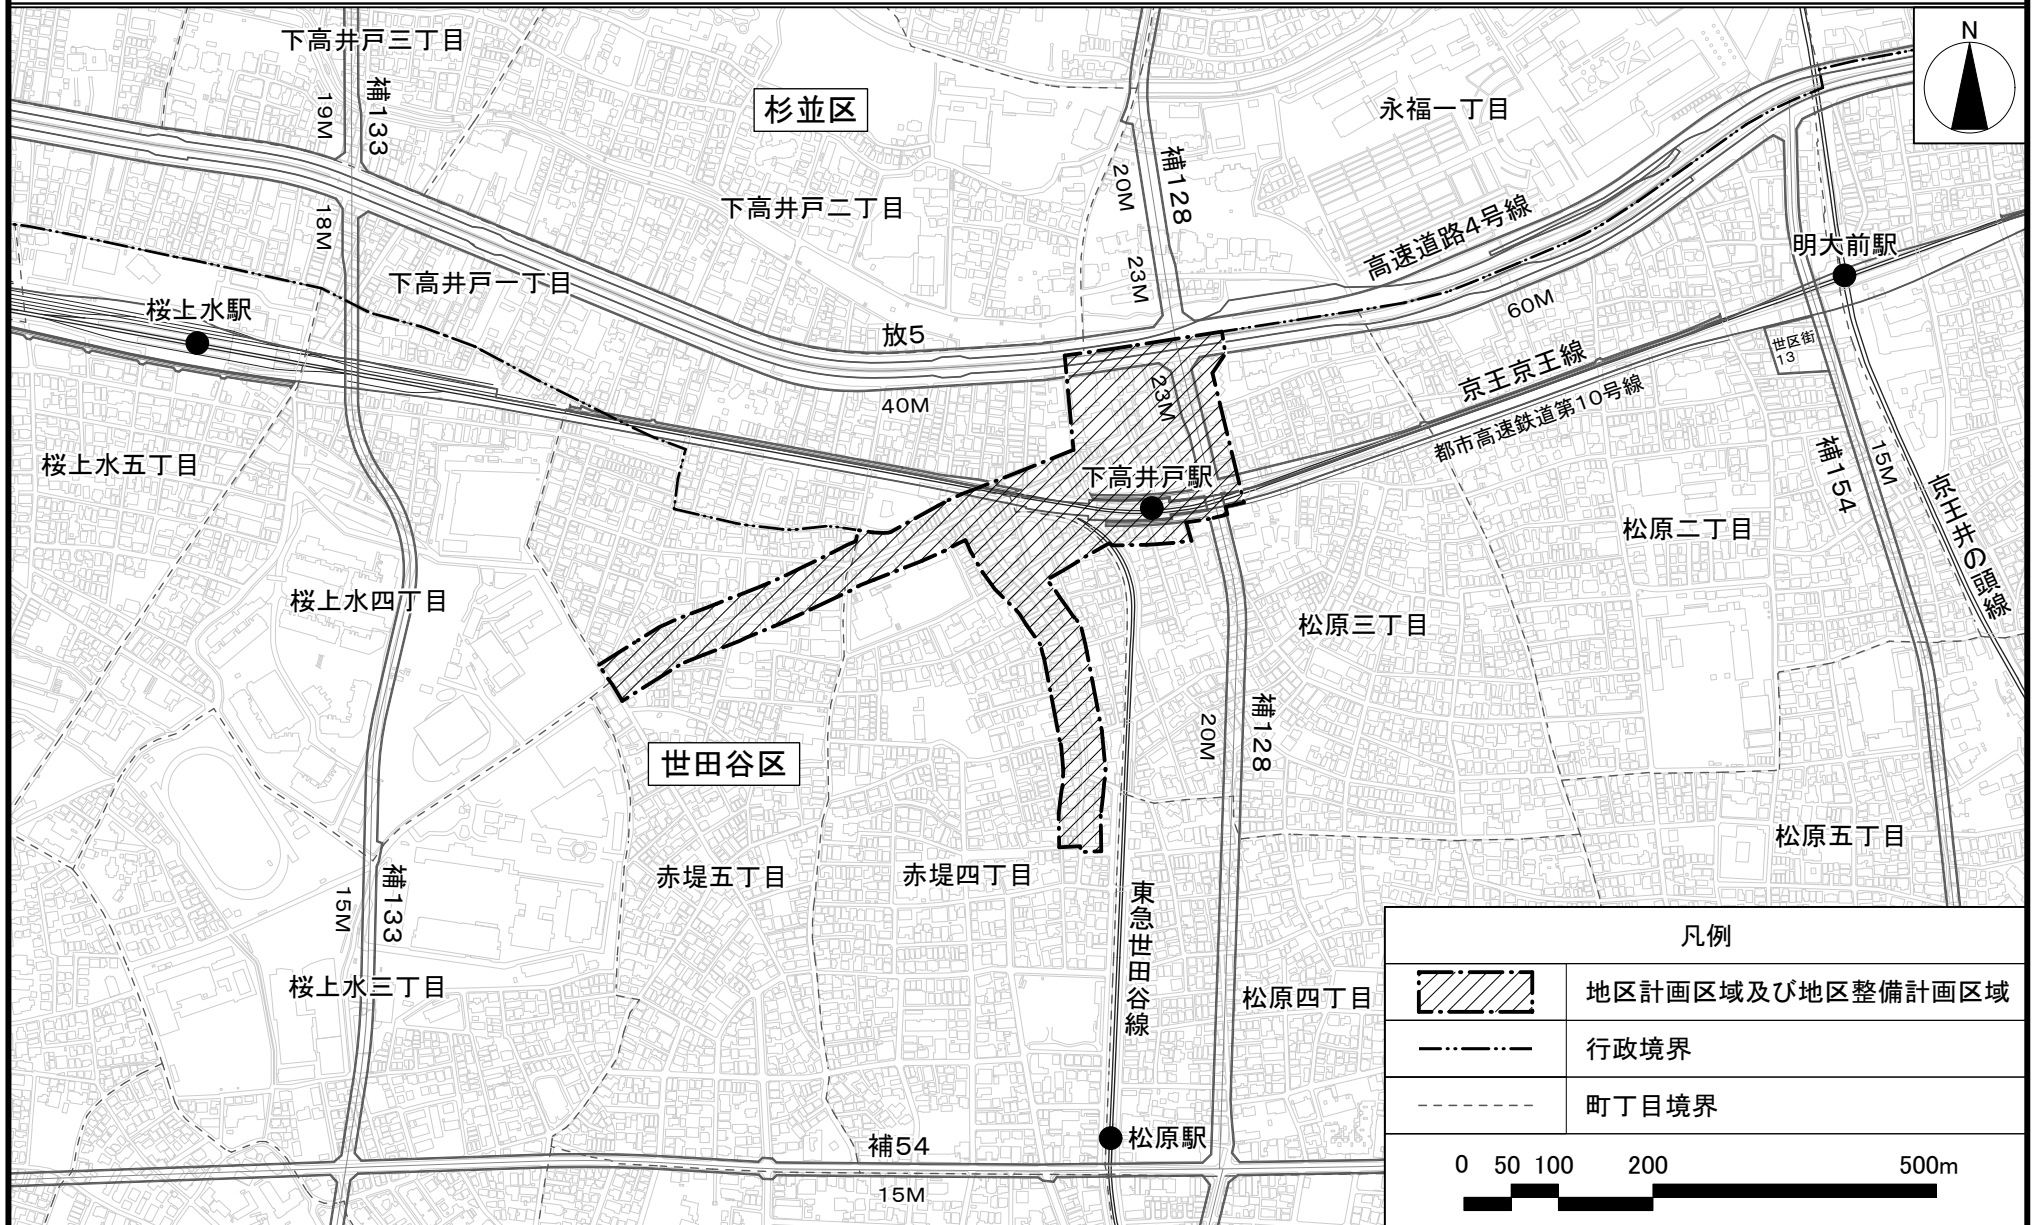 下高井戸三丁目
N
補133
19M
杉並区
永福一丁目
補128
20M
下高井戸二丁目
18M
高速道路4号線
明大前駅
23M
下高井戸一丁目
桜上水駅
60M
放5
世区街
13
京王京王線
23M
40M
都市高速鉄道第10号線
桜上水五丁目
下高井戸駅
補154
15M
京王井の頭線
松原二丁目
桜上水四丁目
松原三丁目
補128
20M
世田谷区
松原五丁目
赤堤五丁目
赤堤四丁目
補133
15M
東急世田谷線
桜上水三丁目
松原四丁目
凡例
地区計画区域及び地区整備計画区域
行政境界
町丁目境界
松原駅
補54
15M
0 50 100 200 500m